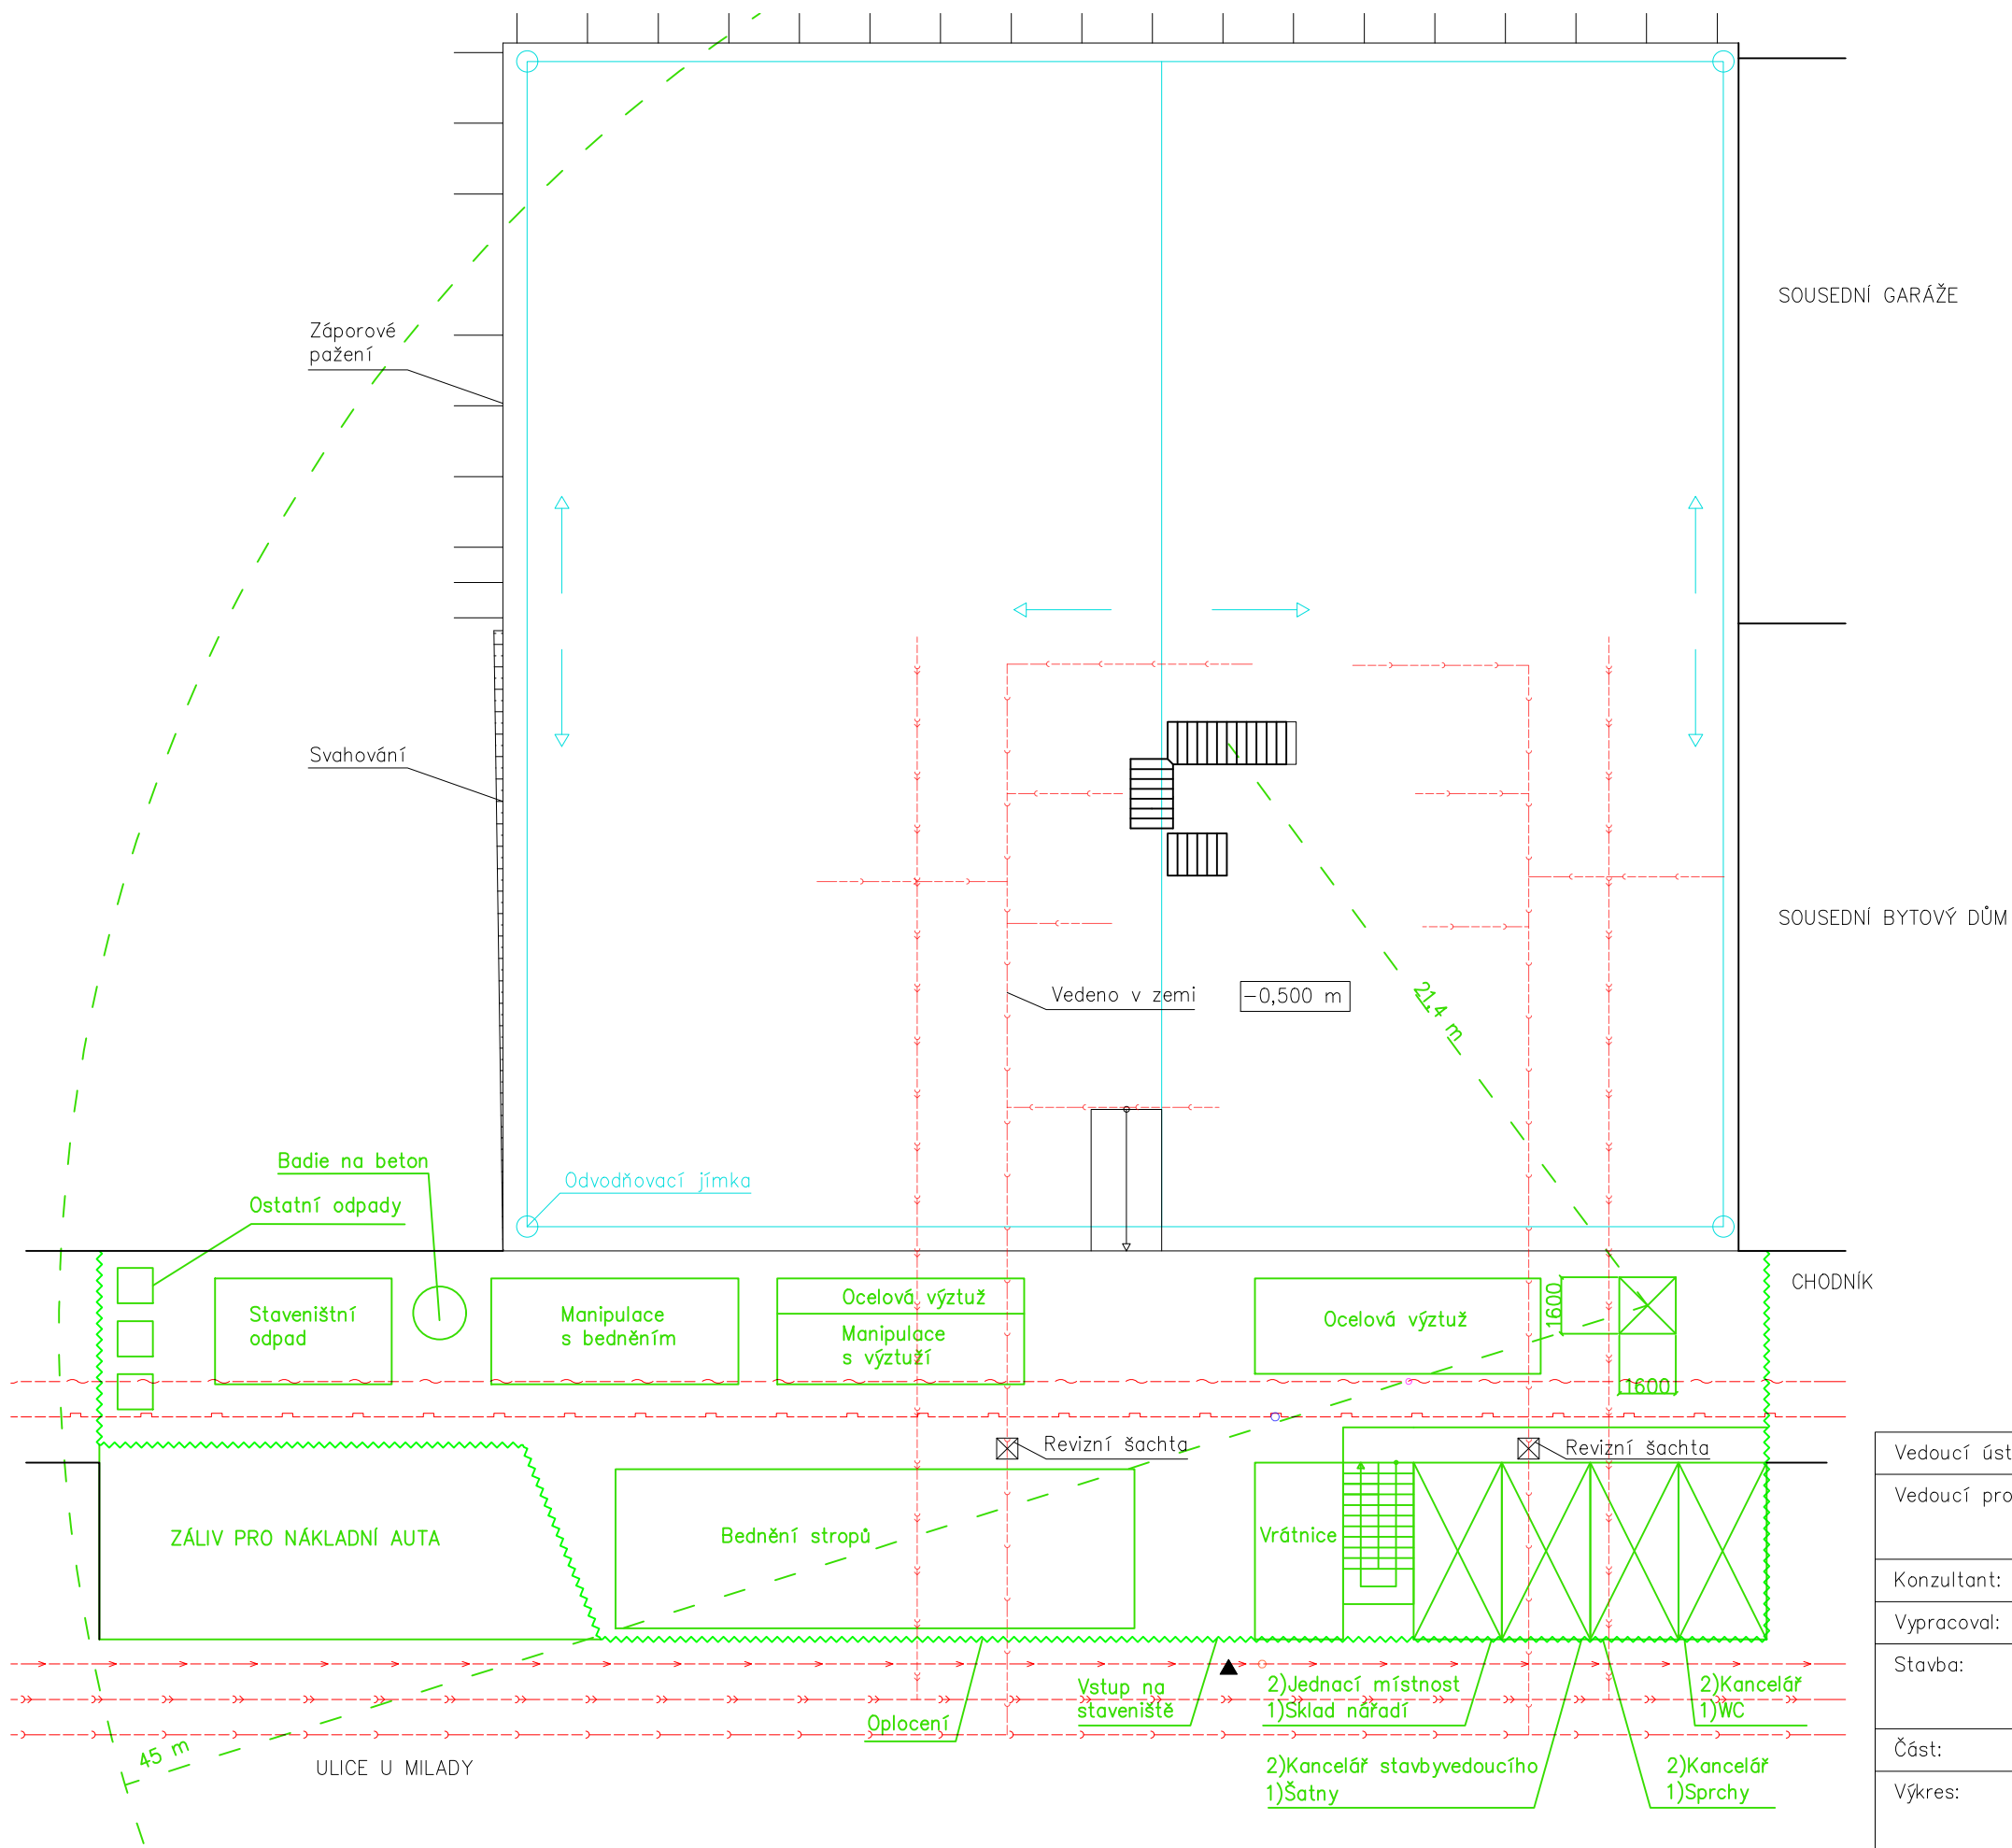 SOUSEDNÍ GARÁŽE
Záporové
pažení
Svahování
SOUSEDNÍ BYTOVÝ DŮM
Vedeno v zemi
-0,500 m
21,4 m
Badie na beton
Ostatní odpady
Odvodňovací jímka
CHODNÍK
Staveništní
odpad
Manipulace
s bedněním
Ocelová výztuž
Manipulace
s výztuží
Ocelová výztuž
1600
1600
Revizní šachta
Revizní šachta
ZÁLIV PRO NÁKLADNÍ AUTA
Bednění stropů
Vrátnice
Vstup na
staveniště
Oplocení
2)Jednací místnost
1)Sklad nářadí
2)Kancelář
1)WC
2)Kancelář stavbyvedoucího
1)Šatny
2)Kancelář
1)Sprchy
45 m
ULICE U MILADY
Vedoucí úst
Vedoucí pro
Konzultant:
Vypracoval:
Stavba:
Část:
Výkres: